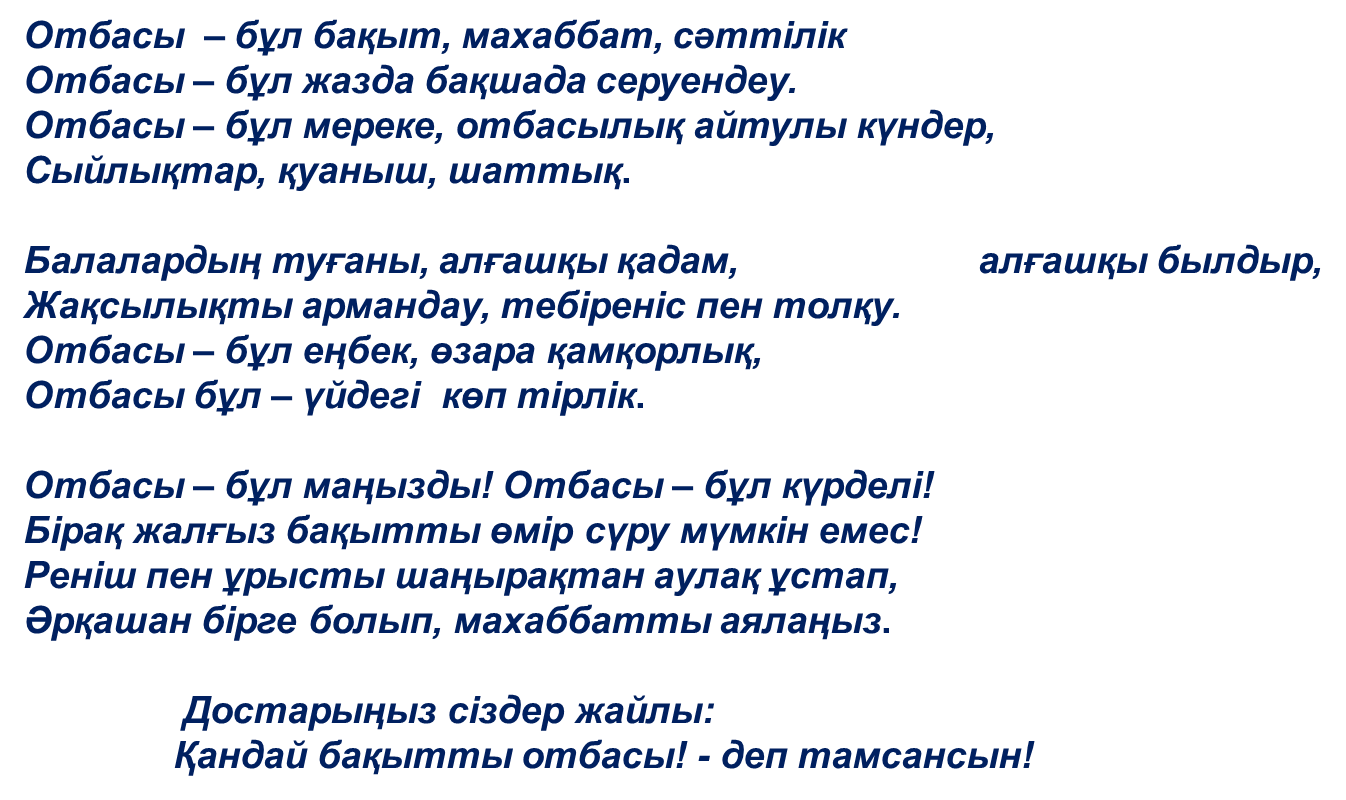 Отбасы – бұл бақыт, махаббат, сәттілік
Отбасы – бұл жазда бақшада серуендеу.
Отбасы – бұл мереке, отбасылық айтулы күндер,
Сыйлықтар, қуаныш, шаттық.
Балалардың туғаны, алғашқы қадам, алғашқы былдыр,
Жақсылықты армандау, тебіреніс пен толқу.
Отбасы – бұл еңбек, өзара қамқорлық,
Отбасы бұл – үйдегі көп тірлік.
Отбасы – бұл маңызды! Отбасы – бұл күрделі!
Бірақ жалғыз бақытты өмір сүру мүмкін емес!
Реніш пен ұрысты шаңырақтан аулақ ұстап,
Әрқашан бірге болып, махаббатты аялаңыз.
Достарыңыз сіздер жайлы:
Қандай бақытты отбасы! - деп тамсансын!